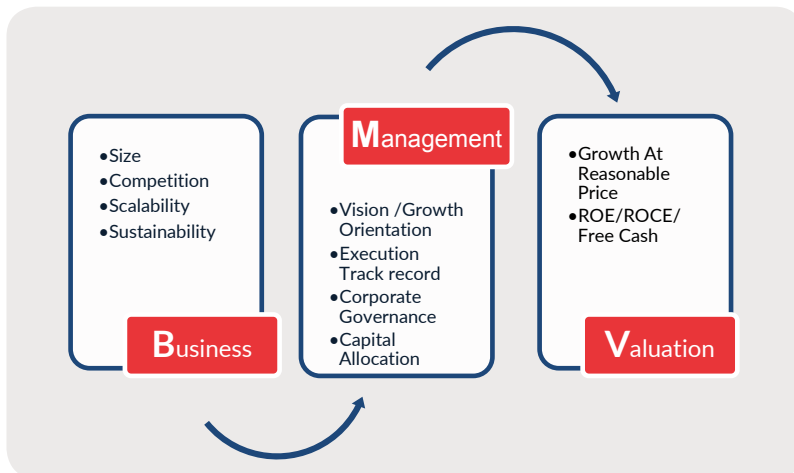 •Size
•Competition
•Scalability
•Sustainability
Business
Management
•Vision /Growth
Orientation
•Execution
Track record
•Corporate
Governance
•Capital
Allocation
•Growth At
Reasonable
Price
•ROE/ROCE/
Free Cash
Valuation